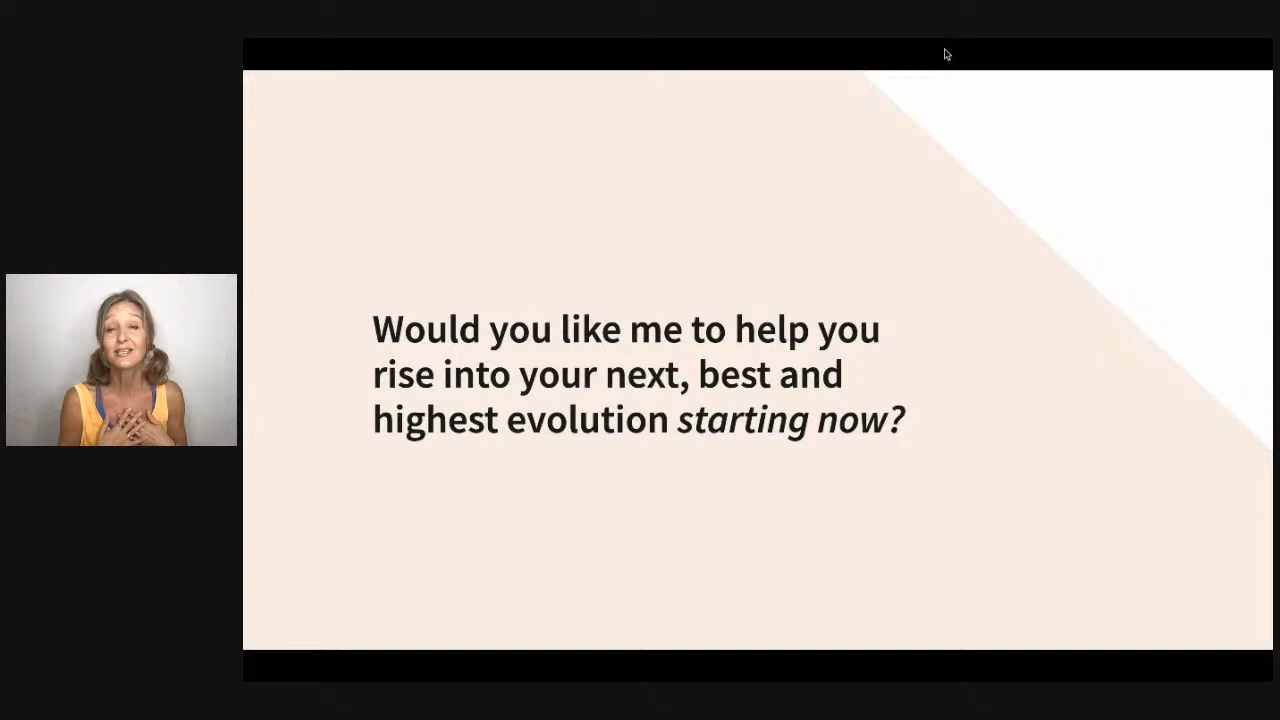 Would you like me to help you
rise into your next, best and
highest evolution starting now?